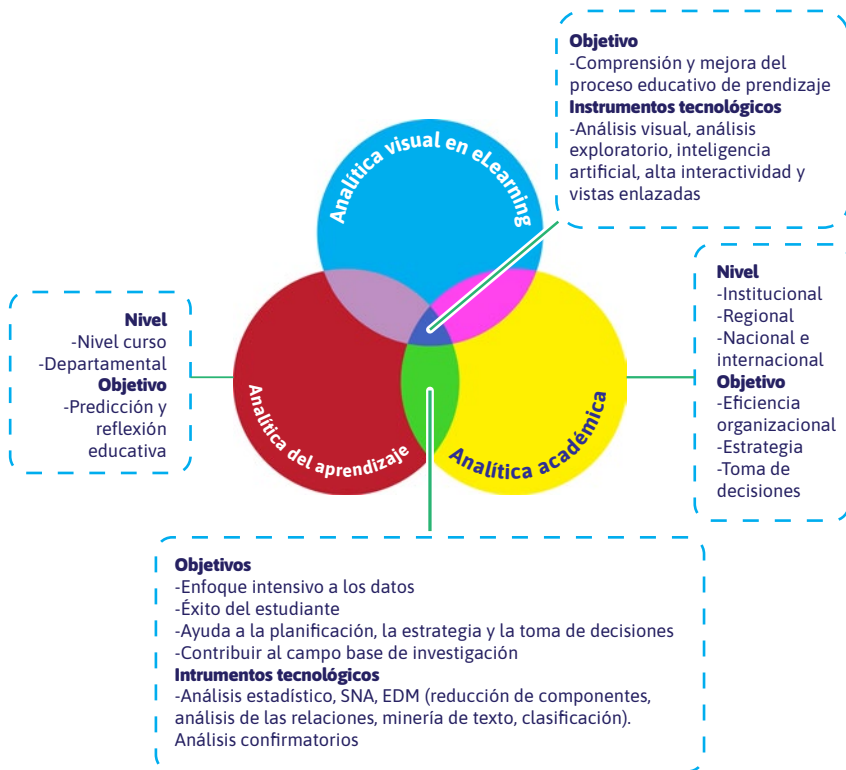 Objetivo
-Comprensión y mejora del
proceso educativo de prendizaje
Instrumentos tecnológicos
-Análisis visual, análisis
exploratorio, inteligencia
artificial, alta interactividad y
vistas enlazadas
Analítica visual en eLearning
Nivel
-Nivel curso
-Departamental
Objetivo
-Predicción y
reflexión
educativa
Analítica del aprendizaje
Analítica académica
Nivel
-Institucional
-Regional
-Nacional e
internacional
Objetivo
-Eficiencia
organizacional
-Estrategia
-Toma de
decisiones
Objetivos
-Enfoque intensivo a los datos
-Éxito del estudiante
-Ayuda a la planificación, la estrategia y la toma de decisiones
-Contribuir al campo base de investigación
Intrumentos tecnológicos
-Análisis estadístico, SNA, EDM (reducción de componentes,
análisis de las relaciones, minería de texto, clasificación).
Análisis confirmatorios